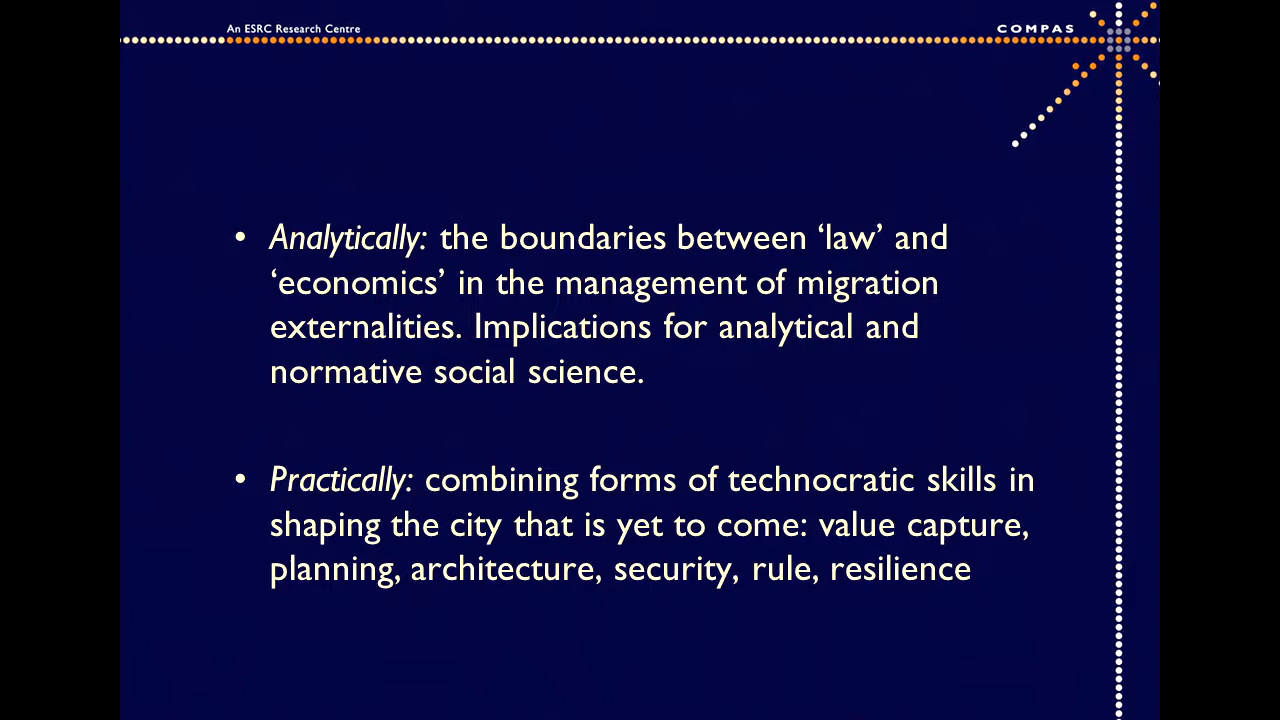 An ESRC Research Centre
COMPAS
• Analytically: the boundaries between ‘law’ and
‘economics’ in the management of migration
externalities. Implications for analytical and
normative social science.
• Practically: combining forms of technocratic skills in
shaping the city that is yet to come: value capture,
planning, architecture, security, rule, resilience